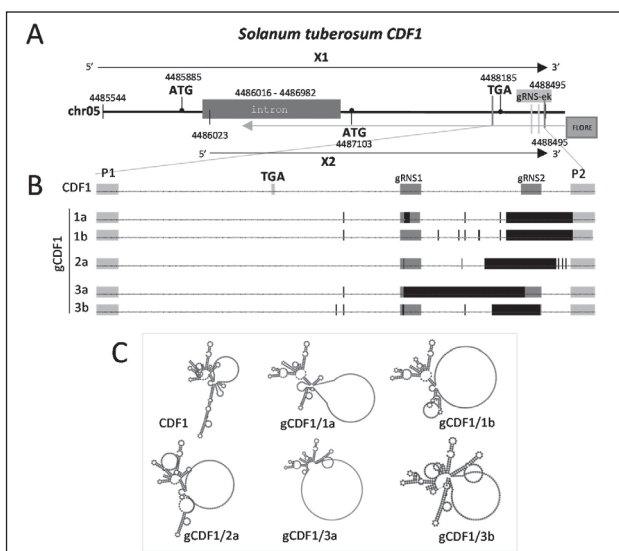 A
Solanum tuberosum CDF1
X1
5’ 3’
4485885
ATG
4486016 - 4486982
4488185
TGA
4488495
gRNS-ek
4485544
chr05
intron
4486023
ATG
4487103
4488495
FLORE
5’ 3’
X2
B
P1
TGA
gRNS1
gRNS2
P2
CDF1
gCDF1
1a
1b
2a
3a
3b
C
CDF1
gCDF1/1a
gCDF1/1b
gCDF1/2a
gCDF1/3a
gCDF1/3b